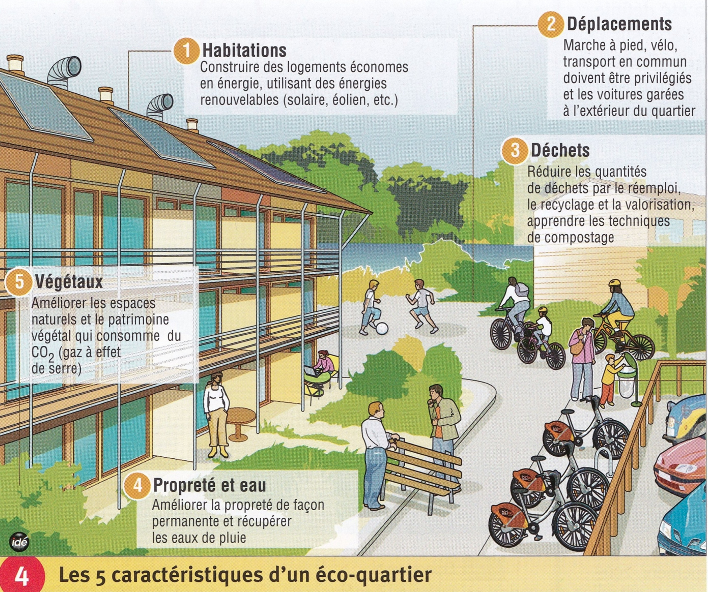 1 Habitations
Construire des logements économes
en énergie, utilisant des énergies
renouvelables (solaire, éolien, etc.)
2 Déplacements
Marche à pied, vélo,
transport en commun
doivent être privilégiés
et les voitures garées
à l'extérieur du quartier
3 Déchets
Réduire les quantités
de déchets par le réemploi,
le recyclage et la valorisation,
apprendre les techniques
de compostage
5 Végétaux
Améliorer les espaces
naturels et le patrimoine
végétal qui consomme du
CO2 (gaz à effet
de serre)
4 Propreté et eau
Améliorer la propreté de façon
permanente et récupérer
les eaux de pluie
idé
4 Les 5 caractéristiques d'un éco-quartier